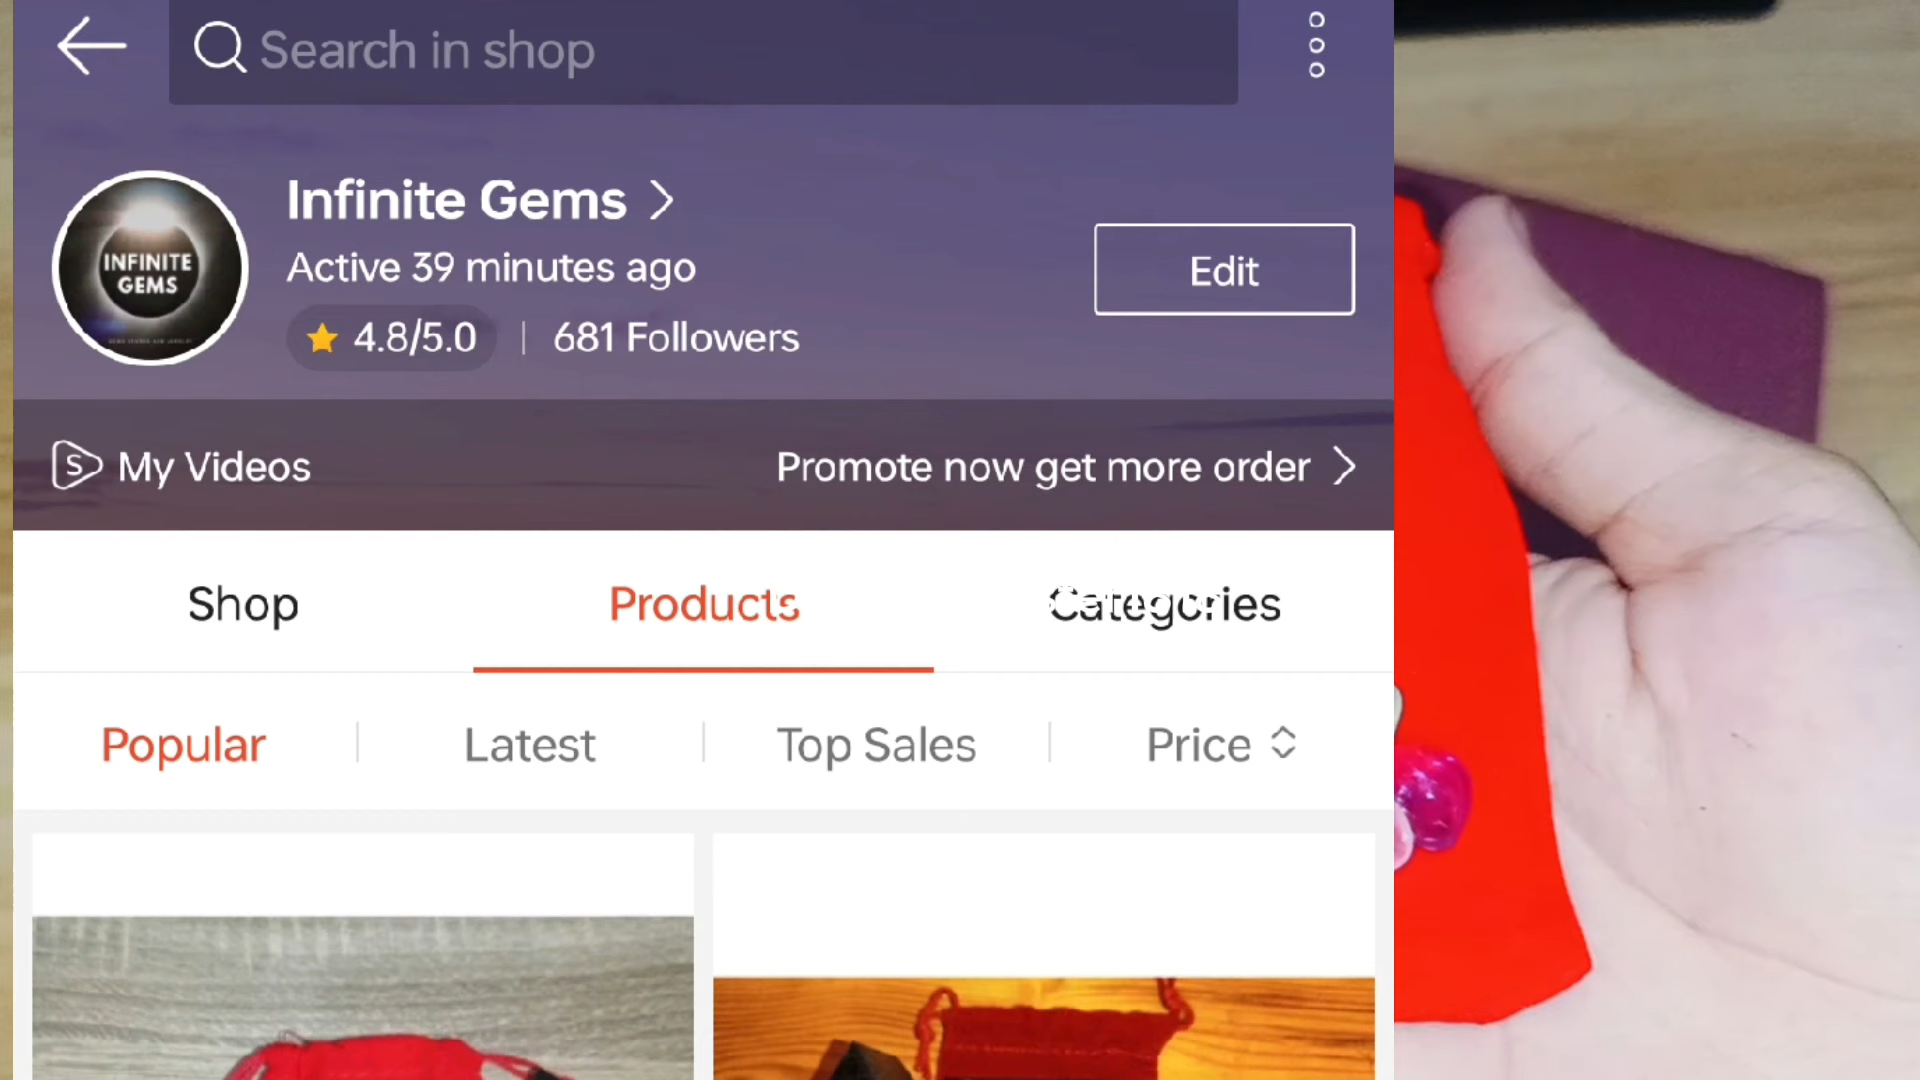 Search in shop
INFINITE
GEMS
Infinite Gems
Active 39 minutes ago
4.8/5.0
681 Followers
Edit
S
My Videos
Promote now get more order
Shop
Products
Categories
Popular
Latest
Top Sales
Price